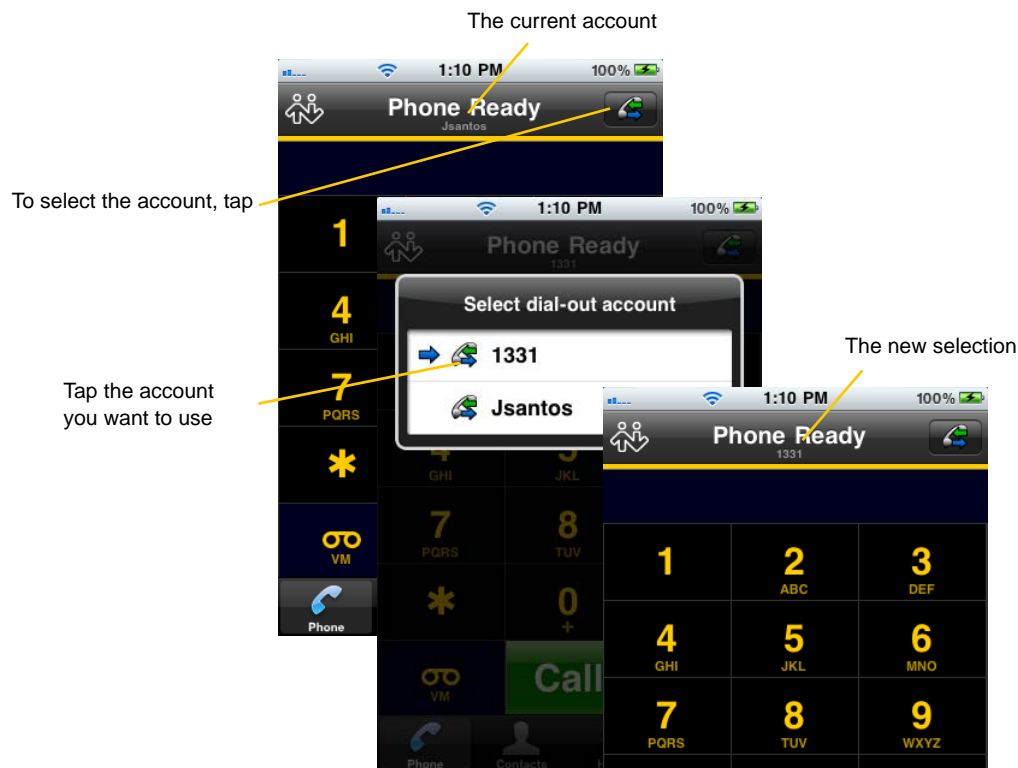 The current account
1:10 PM
100%
Phone Ready
Jsantos
To select the account, tap
1
4
GHI
7
PQRS
*
VM
Phone
1:10 PM
100%
Phone Ready
1331
Select dial-out account
1331
Jsantos
Tap the account
you want to use
4
GHI
JKL
7
PQRS
8
TUV
*
0
+
VM
Call
Phone
Contacts
H
The new selection
1:10 PM
100%
Phone Ready
1331
1
2
ABC
3
DEF
4
GHI
5
JKL
6
MNO
7
PQRS
8
TUV
9
WXYZ